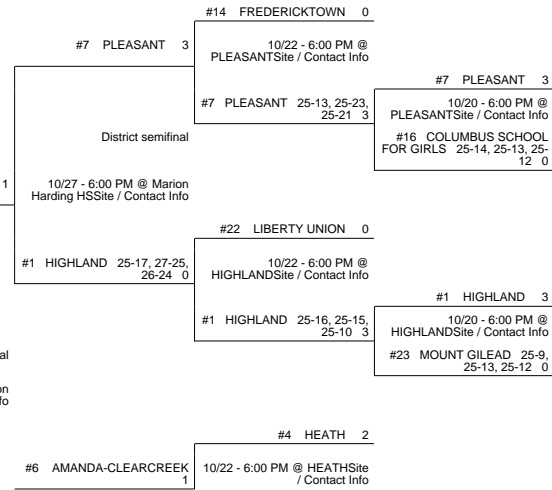 #14 FREDERICKTOWN 0
#7 PLEASANT 3
10/22 - 6:00 PM @
PLEASANTSite / Contact Info
#7 PLEASANT 3
#7 PLEASANT 25-13, 25-23,
25-21 3
10/20 - 6:00 PM @
PLEASANTSite / Contact Info
District semifinal
#16 COLUMBUS SCHOOL
FOR GIRLS 25-14, 25-13, 25-
12 0
1
10/27 - 6:00 PM @ Marion
Harding HSSite / Contact Info
#22 LIBERTY UNION 0
#1 HIGHLAND 25-17, 27-25,
26-24 0
10/22 - 6:00 PM @
HIGHLANDSite / Contact Info
#1 HIGHLAND 3
#1 HIGHLAND 25-16, 25-15,
25-10 3
10/20 - 6:00 PM @
HIGHLANDSite / Contact Info
#23 MOUNT GILEAD 25-9,
25-13, 25-12 0
#4 HEATH 2
#6 AMANDA-CLEARCREEK
1
10/22 - 6:00 PM @ HEATHSite
/ Contact Info